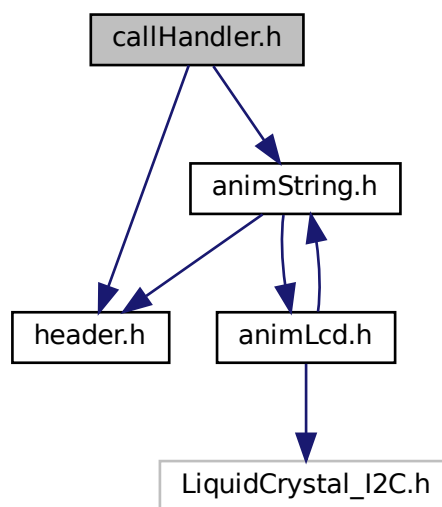 callHandler.h
animString.h
header.h
animLcd.h
LiquidCrystal_I2C.h